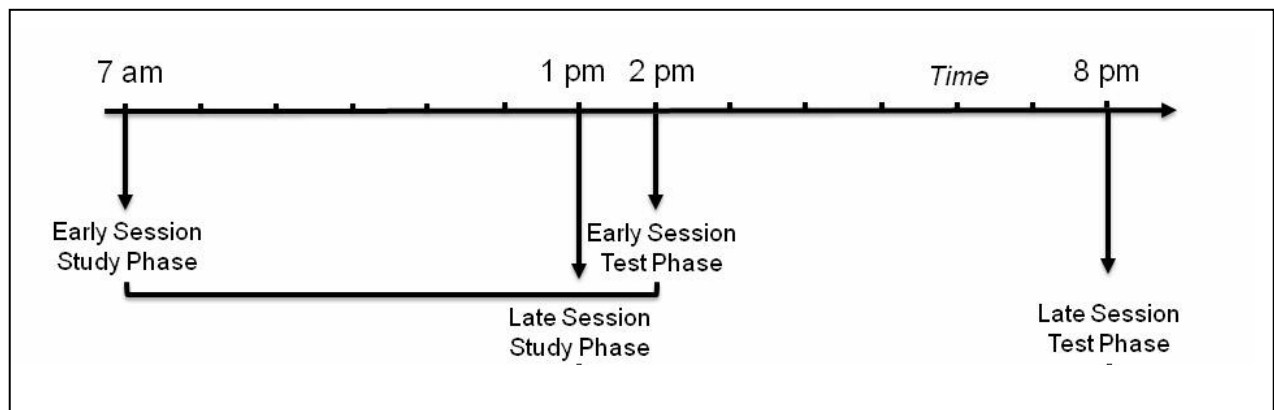 7 am
1 pm
2 pm
Time
8 pm
Early Session
Study Phase
Early Session
Test Phase
Late Session
Study Phase
Late Session
Test Phase